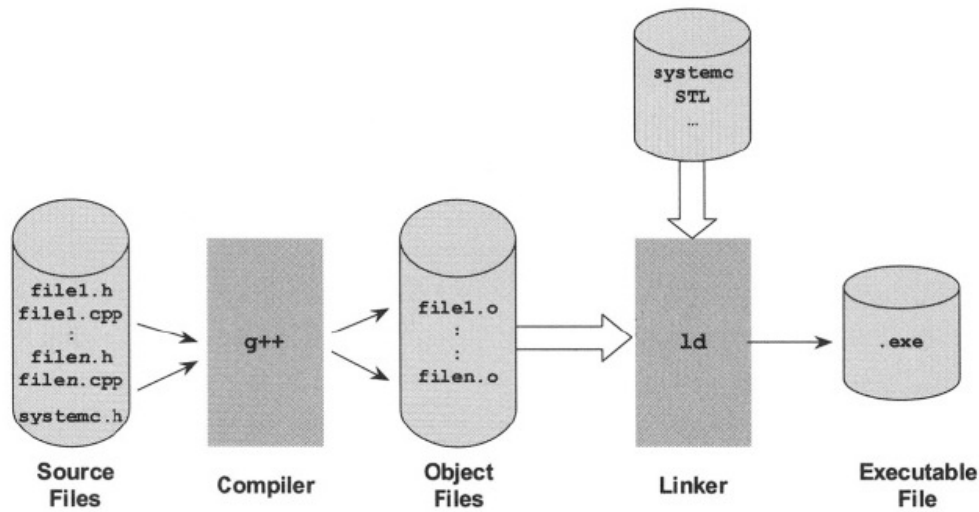 systemc
STL
…
file1.h
file1.cpp
:
filen.h
filen.cpp
systemc.h
g++
file1.o
:
:
filen.o
ld
.exe
Source
Files
Compiler
Object
Files
Linker
Executable
File